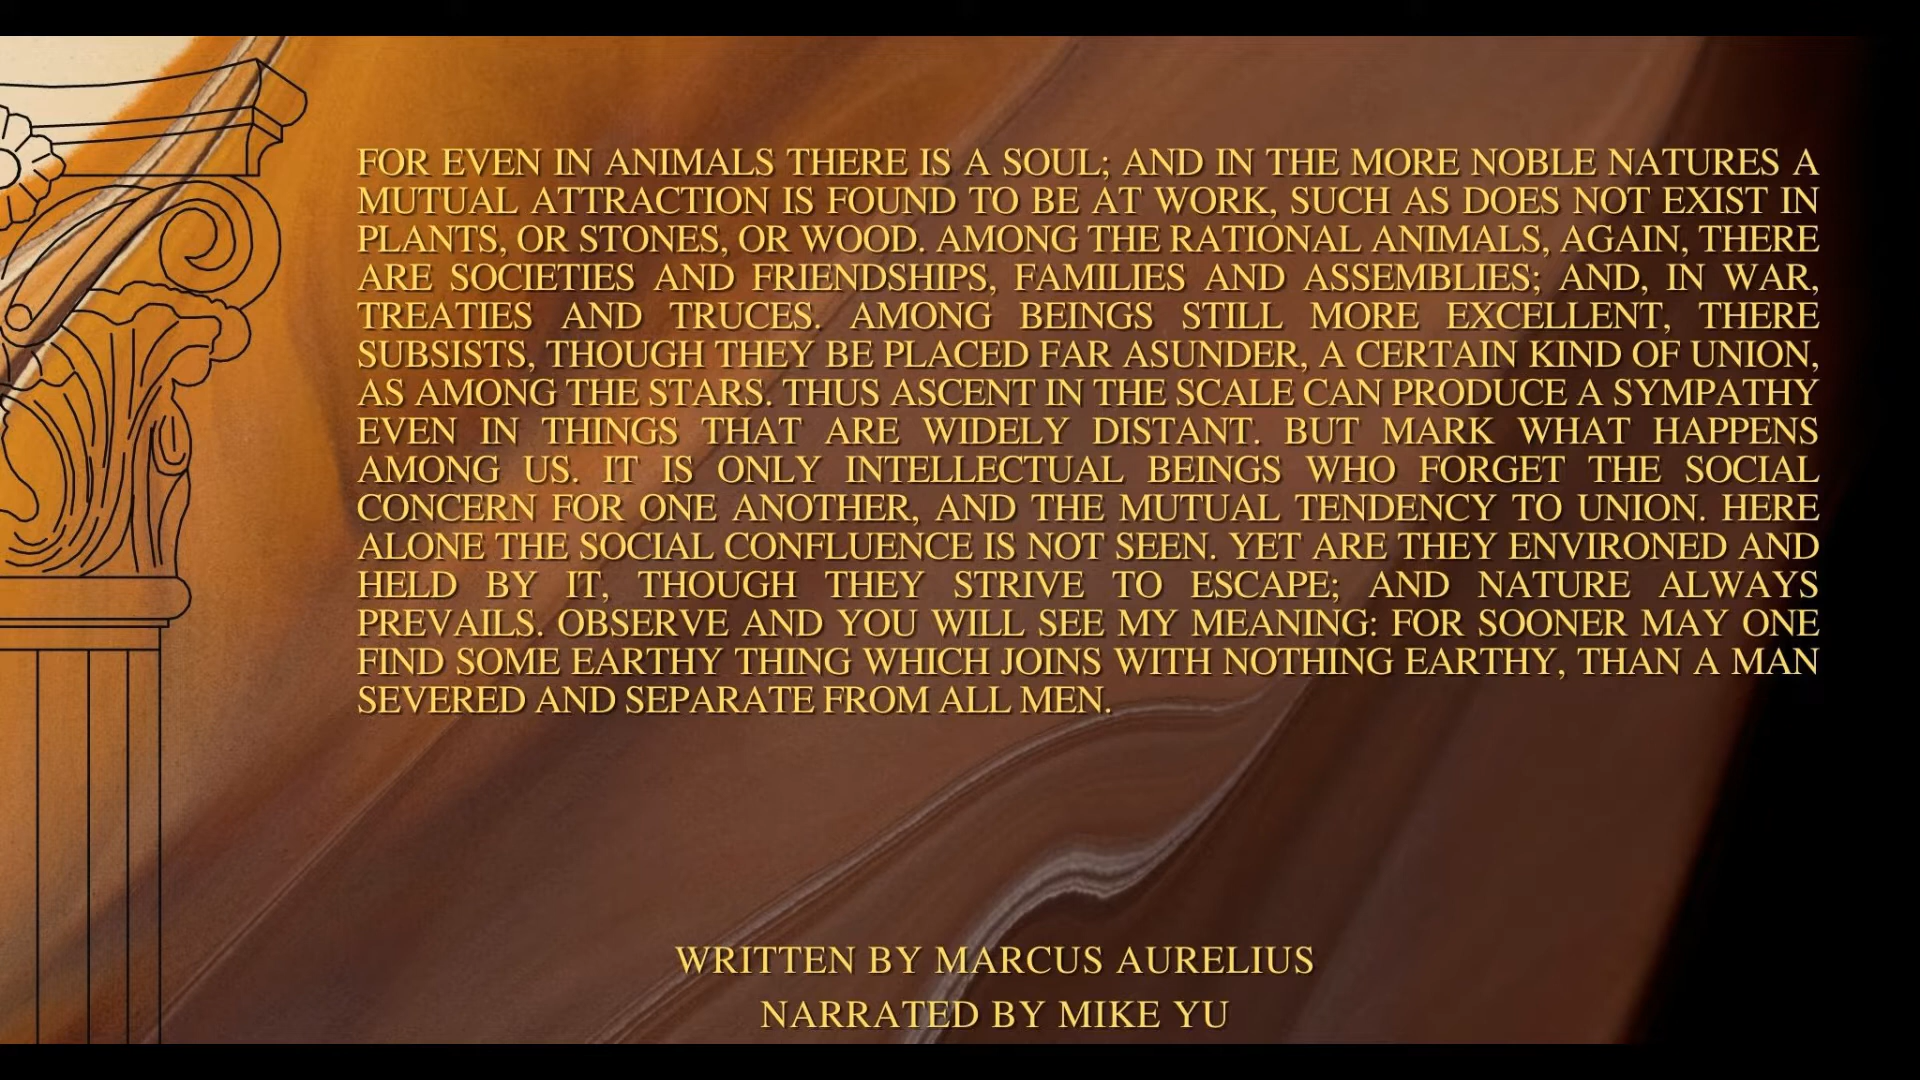 FOR EVEN IN ANIMALS THERE IS A SOUL; AND IN THE MORE NOBLE NATURES A
MUTUAL ATTRACTION IS FOUND TO BE AT WORK, SUCH AS DOES NOT EXIST IN
PLANTS, OR STONES, OR WOOD. AMONG THE RATIONAL ANIMALS, AGAIN, THERE
ARE SOCIETIES AND FRIENDSHIPS, FAMILIES AND ASSEMBLIES; AND, IN WAR,
TREATIES AND TRUCES. AMONG BEINGS STILL MORE EXCELLENT, THERE
SUBSISTS, THOUGH THEY BE PLACED FAR ASUNDER, A CERTAIN KIND OF UNION,
AS AMONG THE STARS. THUS ASCENT IN THE SCALE CAN PRODUCE A SYMPATHY
EVEN IN THINGS THAT ARE WIDELY DISTANT. BUT MARK WHAT HAPPENS
AMONG US. IT IS ONLY INTELLECTUAL BEINGS WHO FORGET THE SOCIAL
CONCERN FOR ONE ANOTHER, AND THE MUTUAL TENDENCY TO UNION. HERE
ALONE THE SOCIAL CONFLUENCE IS NOT SEEN. YET ARE THEY ENVIRONED AND
HELD BY IT, THOUGH THEY STRIVE TO ESCAPE; AND NATURE ALWAYS
PREVAILS. OBSERVE AND YOU WILL SEE MY MEANING: FOR SOONER MAY ONE
FIND SOME EARTHY THING WHICH JOINS WITH NOTHING EARTHY, THAN A MAN
SEVERED AND SEPARATE FROM ALL MEN.
WRITTEN BY MARCUS AURELIUS
NARRATED BY MIKE YU